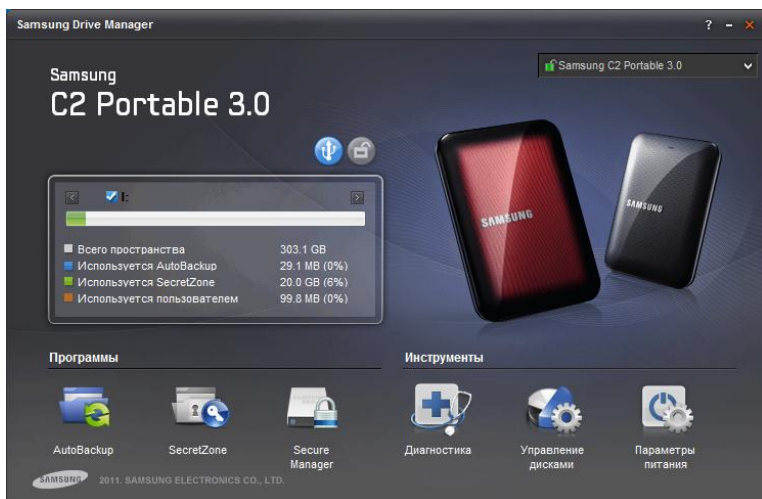 Samsung Drive Manager
?
Samsung C2 Portable 3.0
Samsung
C2 Portable 3.0
I:
Всего пространства 303.1 GB
Используется AutoBackup 29.1 MB (0%)
Используется SecretZone 20.0 GB (6%)
Используется пользователем 99.8 MB (0%)
SAMSUNG
SAMSUNG
Программы
Инструменты
AutoBackup
SecretZone
Secure
Manager
Диагностика
Управление
дисками
Параметры
питания
SAMSUNG 2011. SAMSUNG ELECTRONICS CO., LTD.